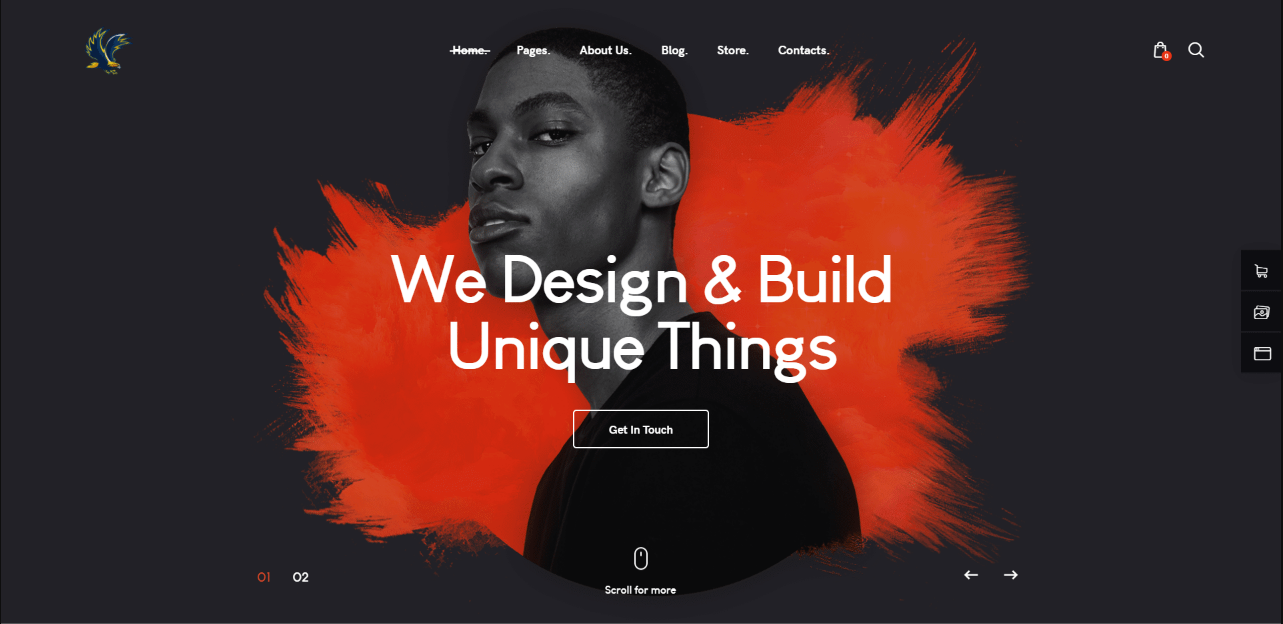 Home. Pages. About Us. Blog. Store. Contacts.
0
We Design & Build
Unique Things
Get In Touch
Scroll for more
01 02